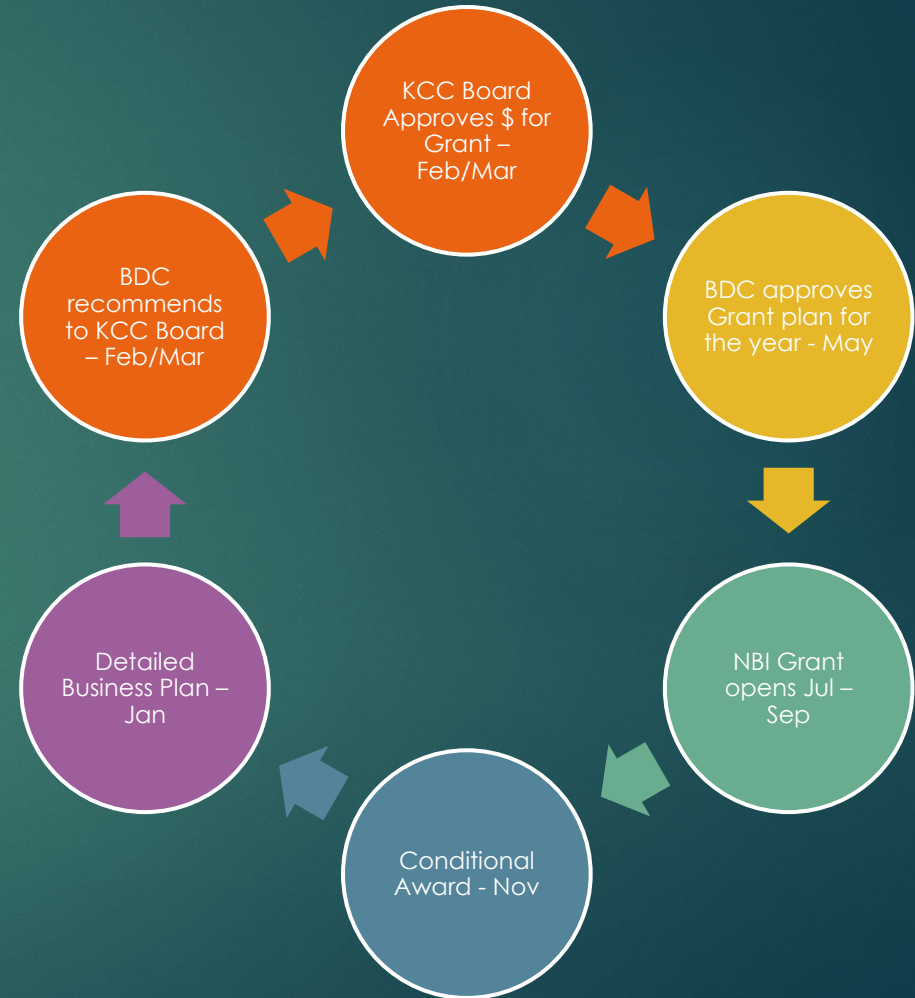 KCC Board
Approves $ for
Grant –
Feb/Mar
BDC approves
Grant plan for
the year - May
NBI Grant
opens Jul –
Sep
Conditional
Award - Nov
Detailed
Business Plan –
Jan
BDC
recommends
to KCC Board
– Feb/Mar